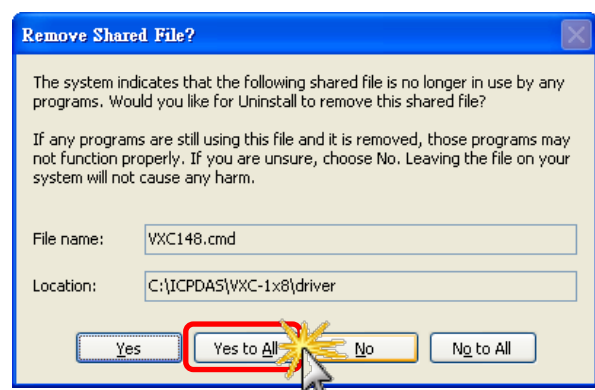 Remove Shared File?
The system indicates that the following shared file is no longer in use by any
programs. Would you like for Uninstall to remove this shared file?
If any programs are still using this file and it is removed, those programs may
not function properly. If you are unsure, choose No. Leaving the file on your
system will not cause any harm.
File name: VXC148.cmd
Location: C:\ICPDAS\VXC-1x8\driver
Yes Yes to All No No to All